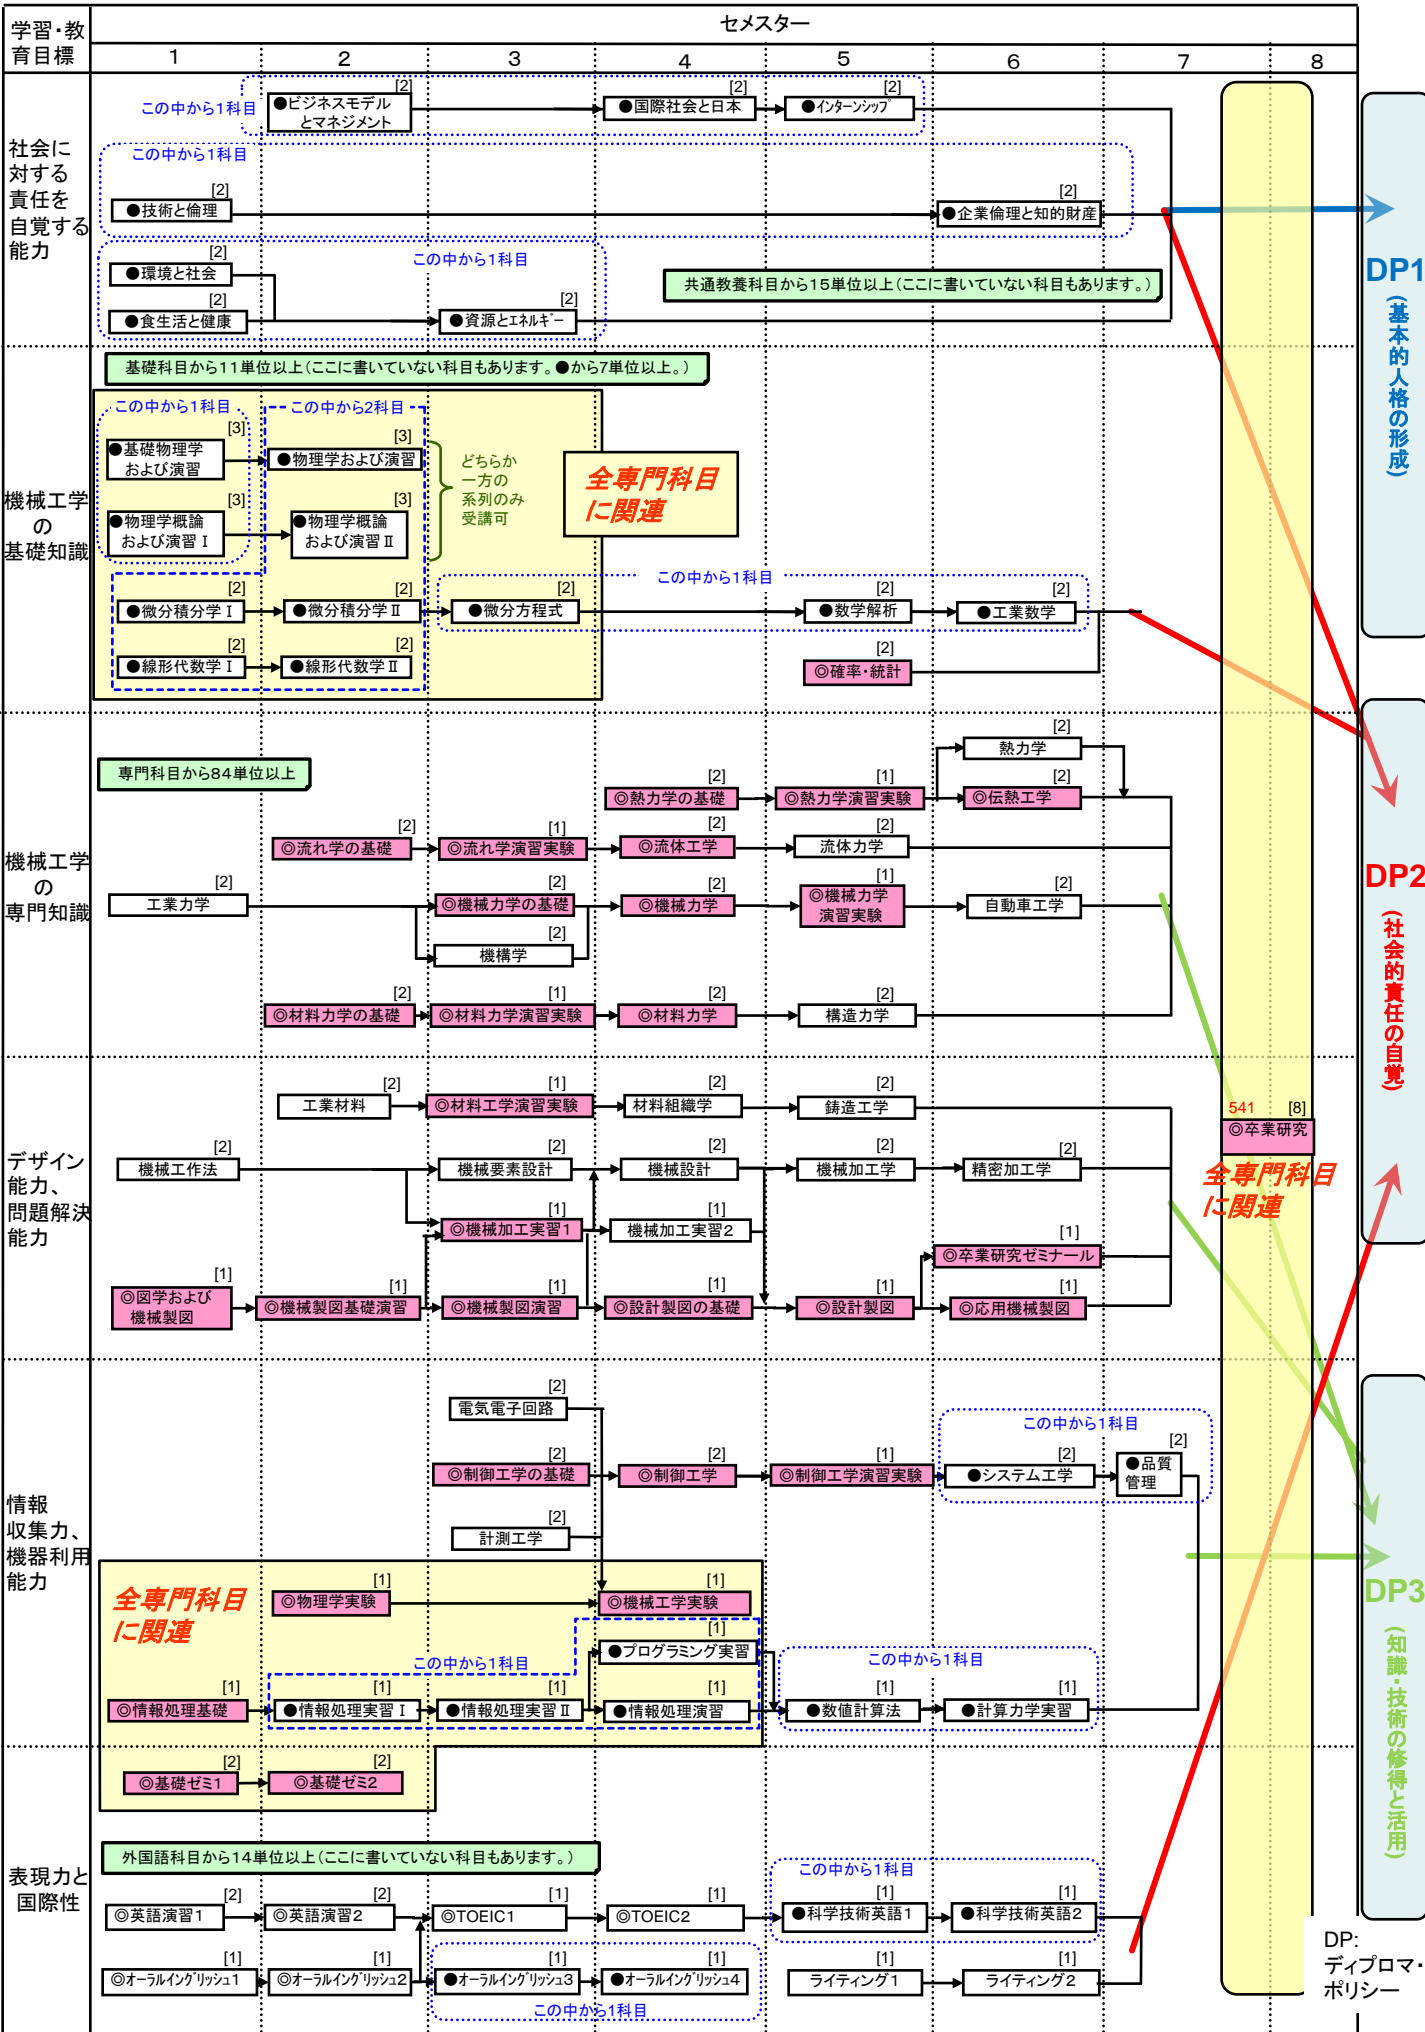 学習・教
育目標
セメスター
1
2
3
4
5
6
7
8
社会に
対する
責任を
自覚する
能力
この中から1科目
[2]
●ビジネスモデル
とマネジメント
[2]
●国際社会と日本
[2]
●インターンシップ
この中から1科目
[2]
●技術と倫理
[2]
●企業倫理と知的財産
この中から1科目
[2]
●環境と社会
[2]
●食生活と健康
[2]
●資源とエネルギー
共通教養科目から15単位以上(ここに書いていない科目もあります。)
機械工学
の
基礎知識
基礎科目から11単位以上(ここに書いていない科目もあります。●から7単位以上。)
この中から1科目
この中から2科目
[3]
●基礎物理学
および演習
[3]
●物理学および演習
[3]
●物理学概論
および演習Ⅰ
[3]
●物理学概論
および演習Ⅱ
どちらか
一方の
系列のみ
受講可
全専門科目
に関連
この中から1科目
[2]
●微分積分学Ⅰ
[2]
●微分積分学Ⅱ
[2]
●微分方程式
[2]
●数学解析
[2]
●工業数学
[2]
●線形代数学Ⅰ
[2]
●線形代数学Ⅱ
[2]
◎確率・統計
機械工学
の
専門知識
専門科目から84単位以上
[2]
熱力学
[2]
◎熱力学の基礎
[1]
◎熱力学演習実験
[2]
◎伝熱工学
[2]
◎流れ学の基礎
[1]
◎流れ学演習実験
[2]
◎流体工学
[2]
流体力学
[2]
工業力学
[2]
◎機械力学の基礎
[2]
◎機械力学
[1]
◎機械力学
演習実験
[2]
自動車工学
[2]
機構学
[2]
◎材料力学の基礎
[1]
◎材料力学演習実験
[2]
◎材料力学
[2]
構造力学
デザイン
能力、
問題解決
能力
[2]
工業材料
[1]
◎材料工学演習実験
[2]
材料組織学
[2]
鋳造工学
[2]
機械工作法
[2]
機械要素設計
[2]
機械設計
[2]
機械加工学
[2]
精密加工学
[1]
◎機械加工実習1
[1]
機械加工実習2
[1]
◎卒業研究ゼミナール
[1]
◎図学および
機械製図
[1]
◎機械製図基礎演習
[1]
◎機械製図演習
[1]
◎設計製図の基礎
[1]
◎設計製図
[1]
◎応用機械製図
541
[8]
◎卒業研究
全専門科目
に関連
情報
収集力、
機器利用
能力
[2]
電気電子回路
[2]
◎制御工学の基礎
[2]
◎制御工学
[1]
◎制御工学演習実験
この中から1科目
[2]
●システム工学
[2]
●品質
管理
[2]
計測工学
全専門科目
に関連
[1]
◎物理学実験
[1]
◎機械工学実験
この中から1科目
[1]
●プログラミング実習
[1]
◎情報処理基礎
[1]
●情報処理実習Ⅰ
[1]
●情報処理実習Ⅱ
[1]
●情報処理演習
この中から1科目
[1]
●数値計算法
[1]
●計算力学実習
表現力と
国際性
[2]
◎基礎ゼミ1
[2]
◎基礎ゼミ2
外国語科目から14単位以上(ここに書いていない科目もあります。)
[2]
◎英語演習1
[2]
◎英語演習2
[1]
◎TOEIC1
[1]
◎TOEIC2
この中から1科目
[1]
●科学技術英語1
[1]
●科学技術英語2
[1]
◎オーラルイングリッシュ1
[1]
◎オーラルイングリッシュ2
[1]
●オーラルイングリッシュ3
[1]
●オーラルイングリッシュ4
この中から1科目
[1]
ライティング1
[1]
ライティング2
DP1
(基本的人格の形成)
DP2
(社会的責任の自覚)
DP3
(知識・技術の修得と活用)
DP:
ディプロマ・
ポリシー